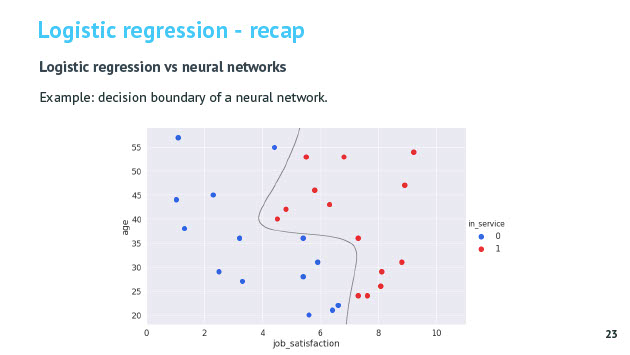 Logistic regression - recap
Logistic regression vs neural networks
Example: decision boundary of a neural network.
55
50
45
40
35
30
25
20
age
0 2 4 6 8 10
job_satisfaction
in_service
0
1
23